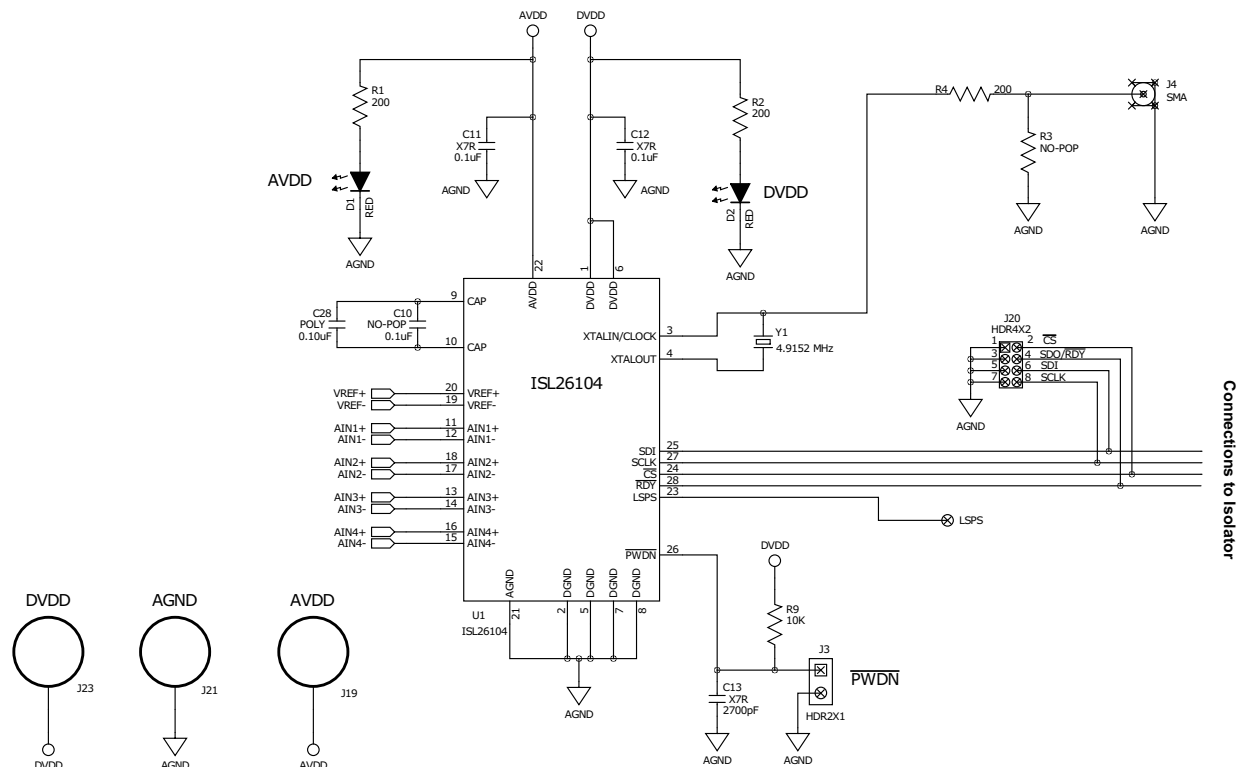 AVDD
DVDD
R1
200
C11
X7R
0.1uF
AGND
C12
X7R
0.1uF
AGND
R2
200
AVDD
D1
RED
AGND
DVDD
D2
RED
AGND
R4
200
J4
SMA
R3
NO-POP
AGND
AGND
22
1
6
AVDD
DVDD
DVDD
C28
POLY
0.10uF
C10
NO-POP
0.1uF
9
CAP
10
CAP
ISL26104
XTALIN/CLOCK
3
XTALOUT
4
Y1
4.9152 MHz
VREF+
20
VREF+
VREF-
19
VREF-
AIN1+
11
AIN1+
AIN1-
12
AIN1-
AIN2+
18
AIN2+
AIN2-
17
AIN2-
AIN3+
13
AIN3+
AIN3-
14
AIN3-
AIN4+
16
AIN4+
AIN4-
15
AIN4-
J20
HDR4X2
1
2
CS
3
4
SDO/RDY
5
6
SDI
7
8
SCLK
AGND
SDI
25
SCLK
27
CS
24
RDY
28
LSPS
23
LSPS
PWDN
26
Connections to Isolator
AGND
DGND
DGND
DGND
DGND
21
2
5
7
8
U1
ISL26104
AGND
DVDD
R9
10K
J3
PWDN
HDR2X1
C13
X7R
2700pF
AGND
AGND
DVDD
J23
DVDD
AGND
J21
AGND
AVDD
J19
AVDD